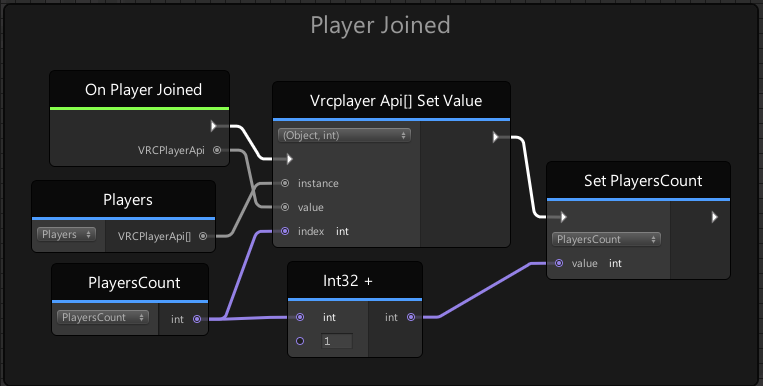 Player Joined
On Player Joined
VRCPlayerApi
Vrcplayer Api[] Set Value
(Object, int)
instance
value
index int
Players
Players VRCPlayerApi[]
Set PlayersCount
PlayersCount
value int
PlayersCount
PlayersCount int
Int32 +
int int
1